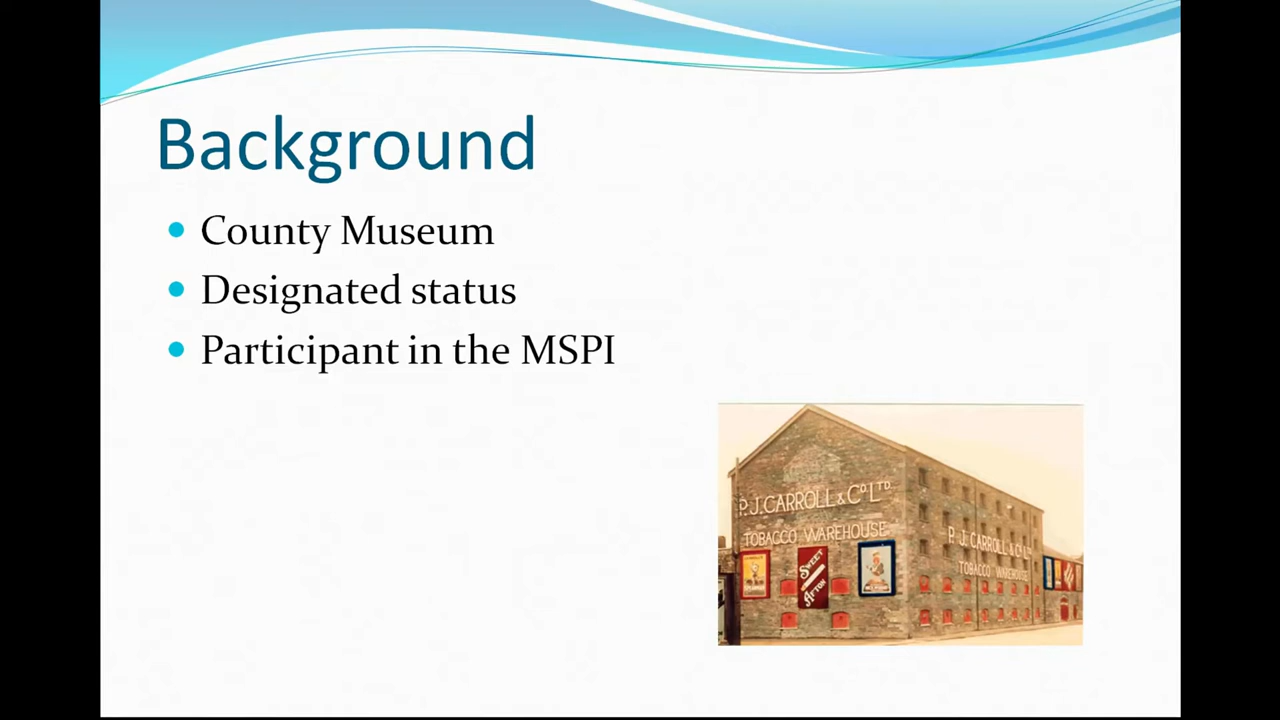 Background
County Museum
Designated status
Participant in the MSPI
P.J.CARROLL & Co LTD.
TOBACCO WAREHOUSE
SWEET
AFTON
P. J. CARROLL & Co LTD
TOBACCO WAREHOUSE